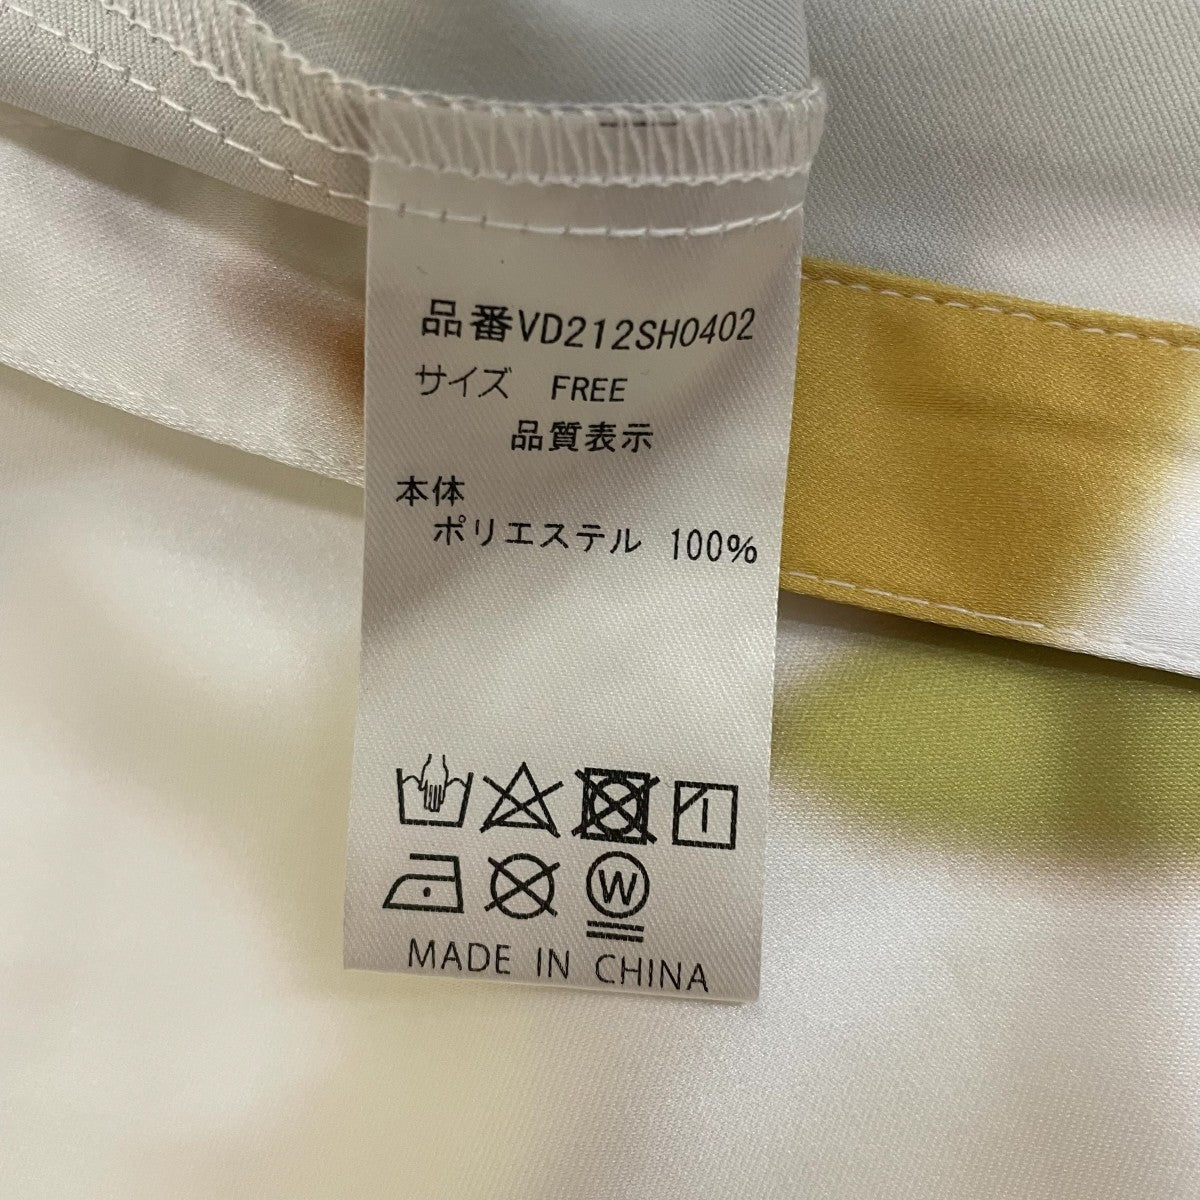 品番VD212SH0402
サイズ FREE
品質表示
本体
ポリエステル 100%
W
MADE IN CHINA